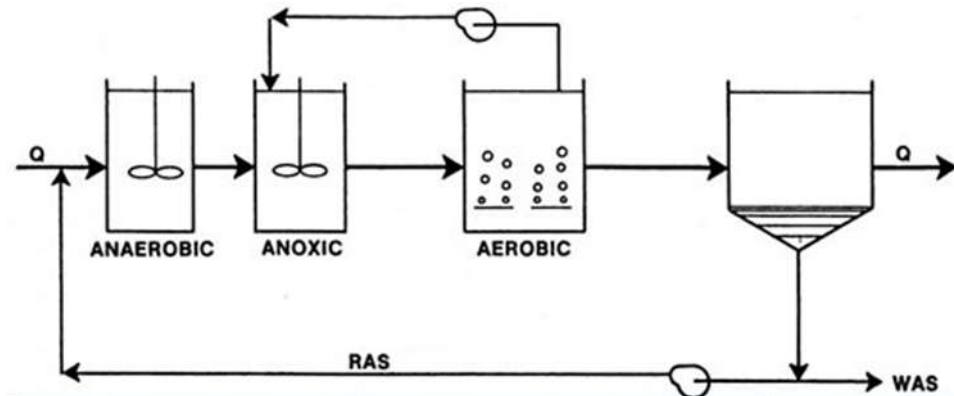 Q
Q
ANAEROBIC
ANOXIC
AEROBIC
RAS
WAS